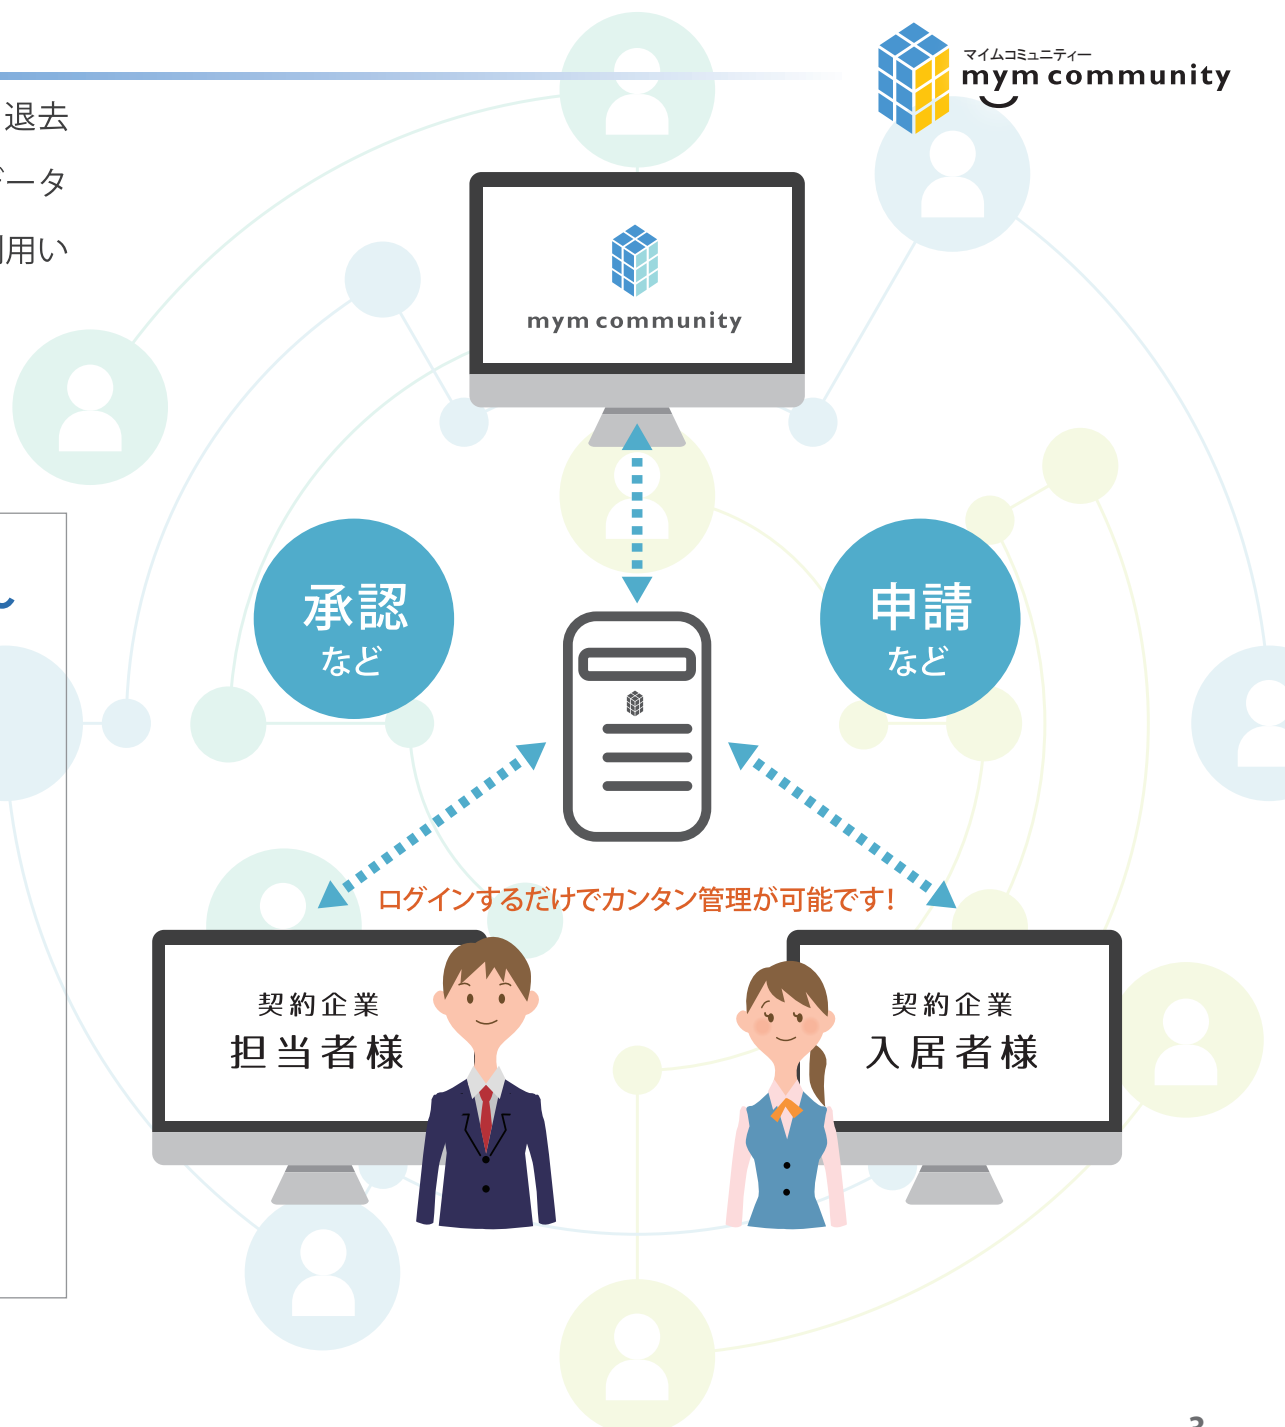 マイムコミュニティー
mym community
退去
データ
用い
mym community
承認
など
申請
など
ログインするだけでカンタン管理が可能です！
契約企業
担当者様
契約企業
入居者様
3